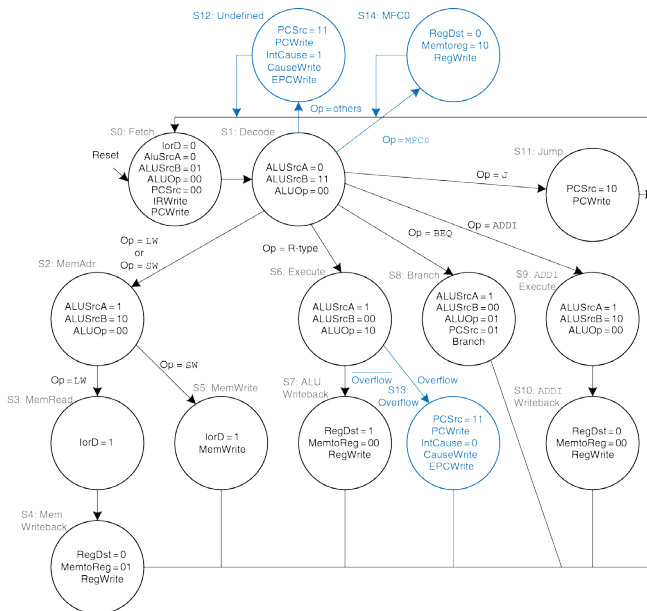 S12: Undefined
PCSrc = 11
PCWrite
IntCause = 1
CauseWrite
EPCWrite
S14: MFC0
RegDst = 0
Memtoreg = 10
RegWrite
Op = others
Op = MFC0
S0: Fetch
Reset
IorD = 0
AluSrcA = 0
ALUSrcB = 01
ALUOp = 00
PCSrc = 00
IRWrite
PCWrite
S1: Decode
ALUSrcA = 0
ALUSrcB = 11
ALUOp = 00
S11: Jump
Op = J
PCSrc = 10
PCWrite
Op = LW
or
Op = SW
Op = R-type
Op = BEQ
Op = ADDI
S2: MemAdr
ALUSrcA = 1
ALUSrcB = 10
ALUOp = 00
S6: Execute
ALUSrcA = 1
ALUSrcB = 00
ALUOp = 10
S8: Branch
ALUSrcA = 1
ALUSrcB = 00
ALUOp = 01
PCSrc = 01
Branch
S9: ADDI
Execute
ALUSrcA = 1
ALUSrcB = 10
ALUOp = 00
Op = LW
Op = SW
Overflow
Overflow
S3: MemRead
IorD = 1
S5: MemWrite
IorD = 1
MemWrite
S7: ALU
Writeback
RegDst = 1
MemtoReg = 00
RegWrite
S13:
Overflow
PCSrc = 11
PCWrite
IntCause = 0
CauseWrite
EPCWrite
S10: ADDI
Writeback
RegDst = 0
MemtoReg = 00
RegWrite
S4: Mem
Writeback
RegDst = 0
MemtoReg = 01
RegWrite